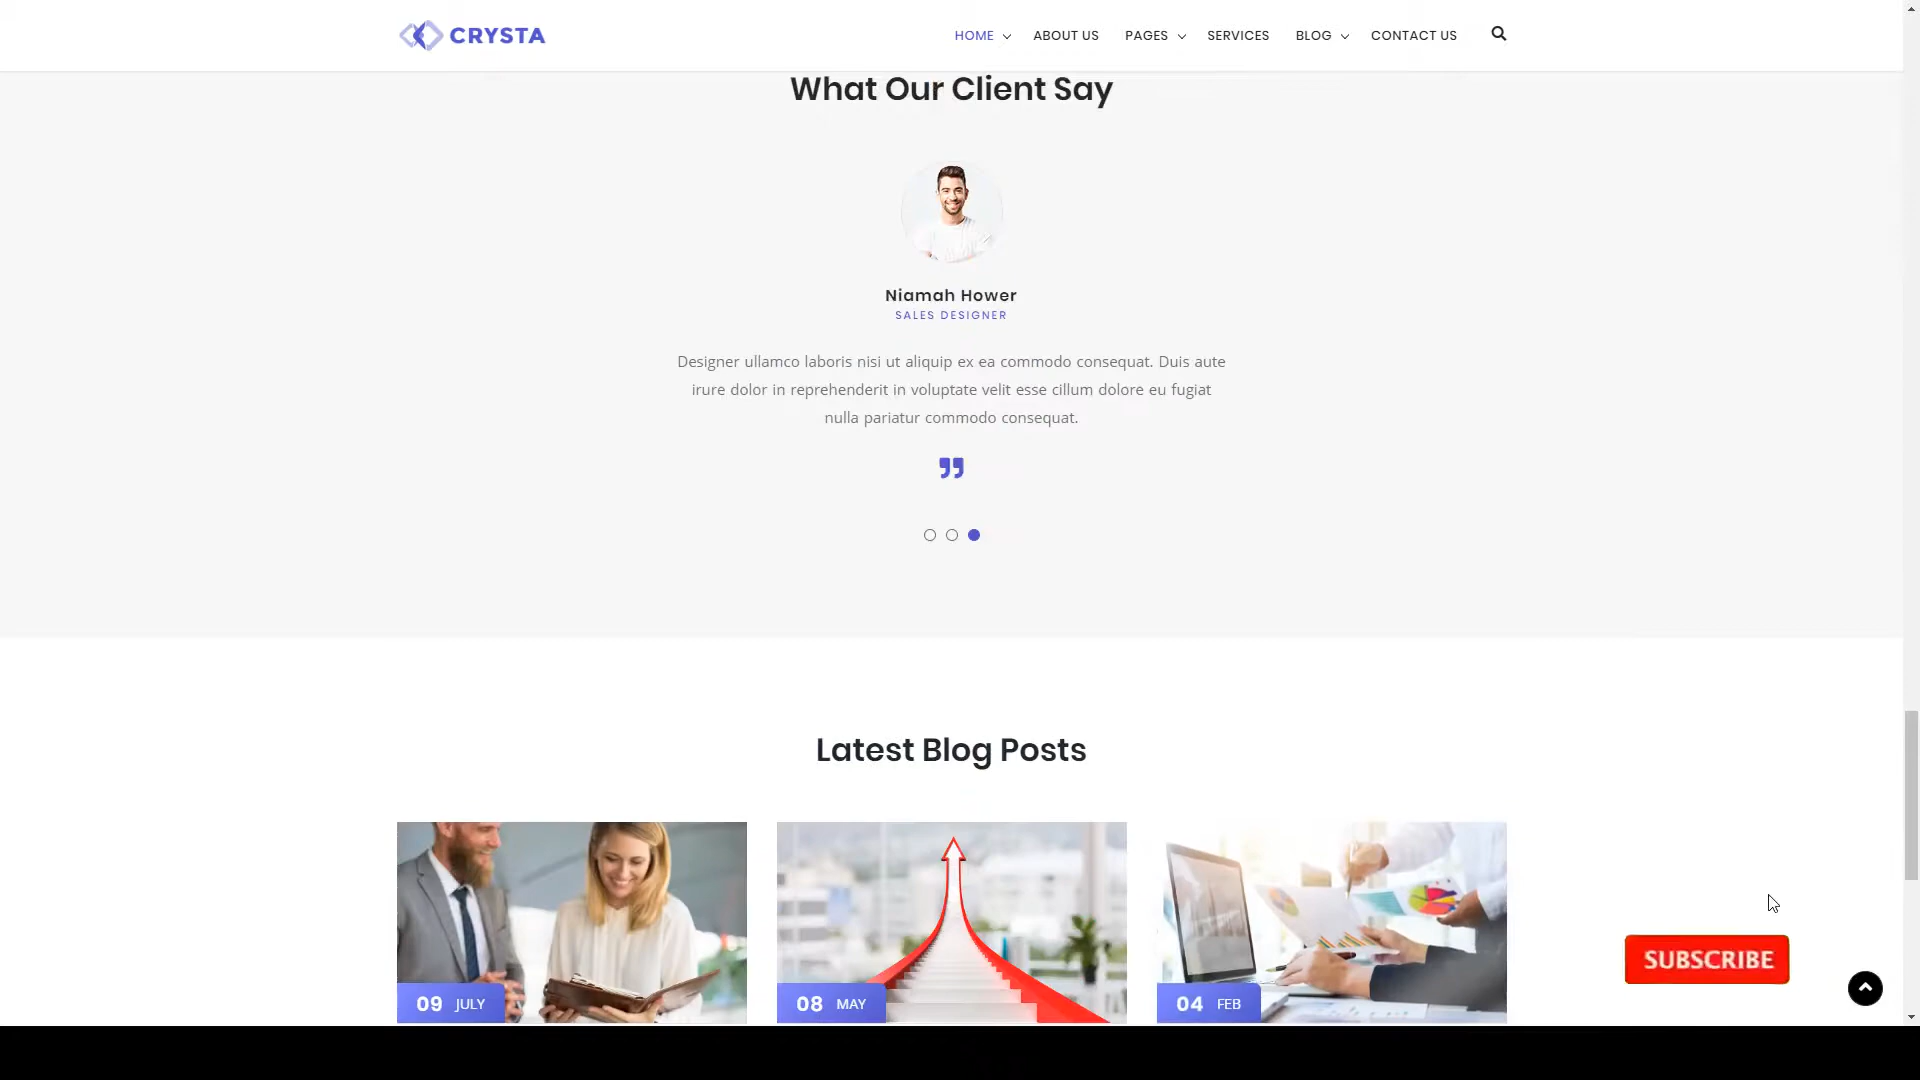 CRYSTA
HOME ABOUT US PAGES SERVICES BLOG CONTACT US
What Our Client Say
Niamah Hower
SALES DESIGNER
Designer ullamco laboris nisi ut aliquip ex ea commodo consequat. Duis aute
irure dolor in reprehenderit in voluptate velit esse cillum dolore eu fugiat
nulla pariatur commodo consequat.
Latest Blog Posts
09 JULY
08 MAY
04 FEB
SUBSCRIBE